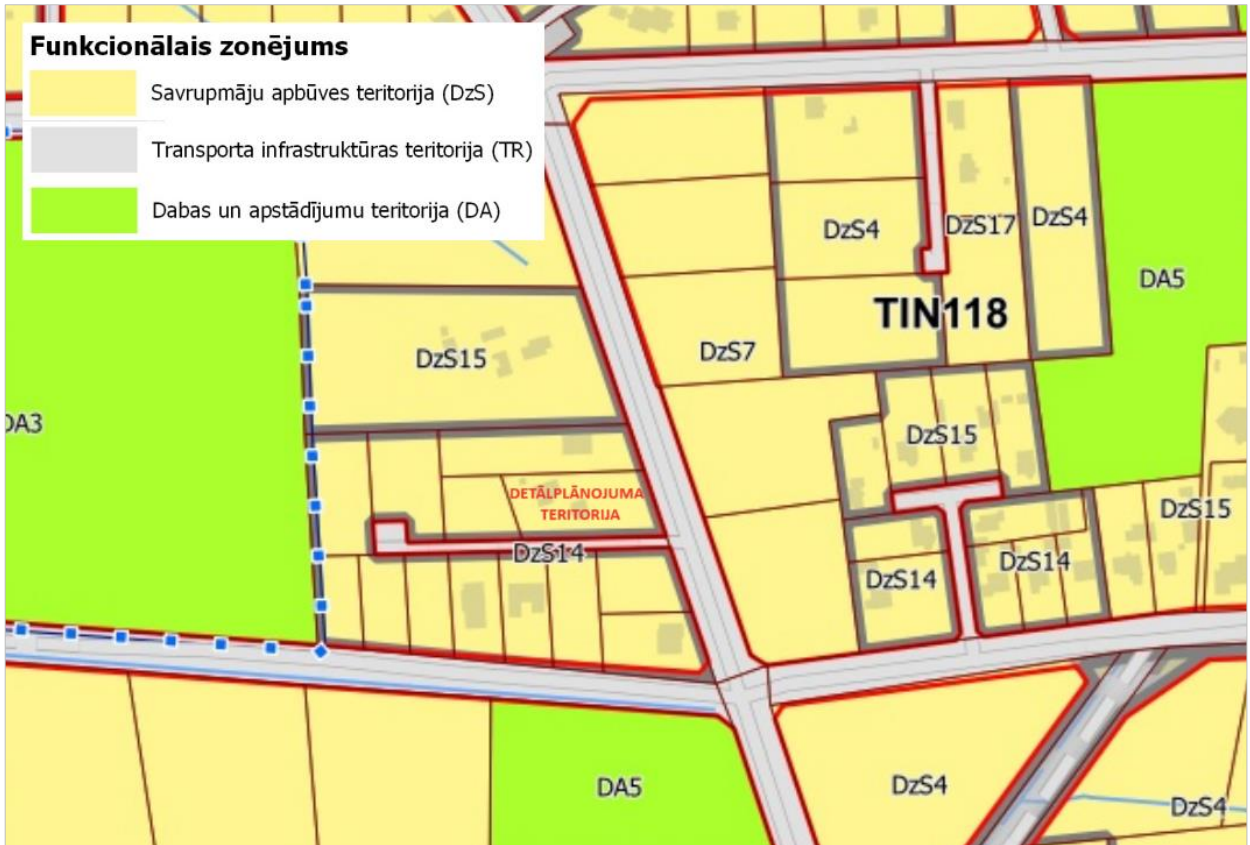 Funkcionālais zonējums
Savrupmāju apbūves teritorija (DzS)
Transporta infrastruktūras teritorija (TR)
Dabas un apstādījumu teritorija (DA)
DzS4
DzS17
DzS4
DA5
TIN118
DzS15
DzS7
DA3
DzS15
DETĀLPLĀNOJUMA
TERITORIJA
DzS15
DzS14
DzS14
DzS14
DA5
DzS4
DzS4